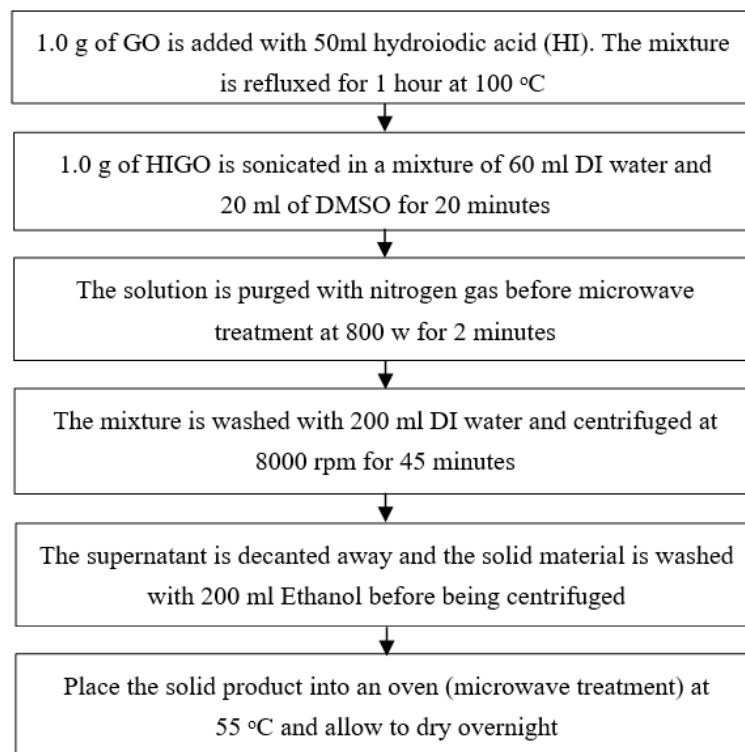 1.0 g of GO is added with 50ml hydroiodic acid (HI). The mixture
is refluxed for 1 hour at 100 °C
1.0 g of HIGO is sonicated in a mixture of 60 ml DI water and
20 ml of DMSO for 20 minutes
The solution is purged with nitrogen gas before microwave
treatment at 800 w for 2 minutes
The mixture is washed with 200 ml DI water and centrifuged at
8000 rpm for 45 minutes
The supernatant is decanted away and the solid material is washed
with 200 ml Ethanol before being centrifuged
Place the solid product into an oven (microwave treatment) at
55 °C and allow to dry overnight